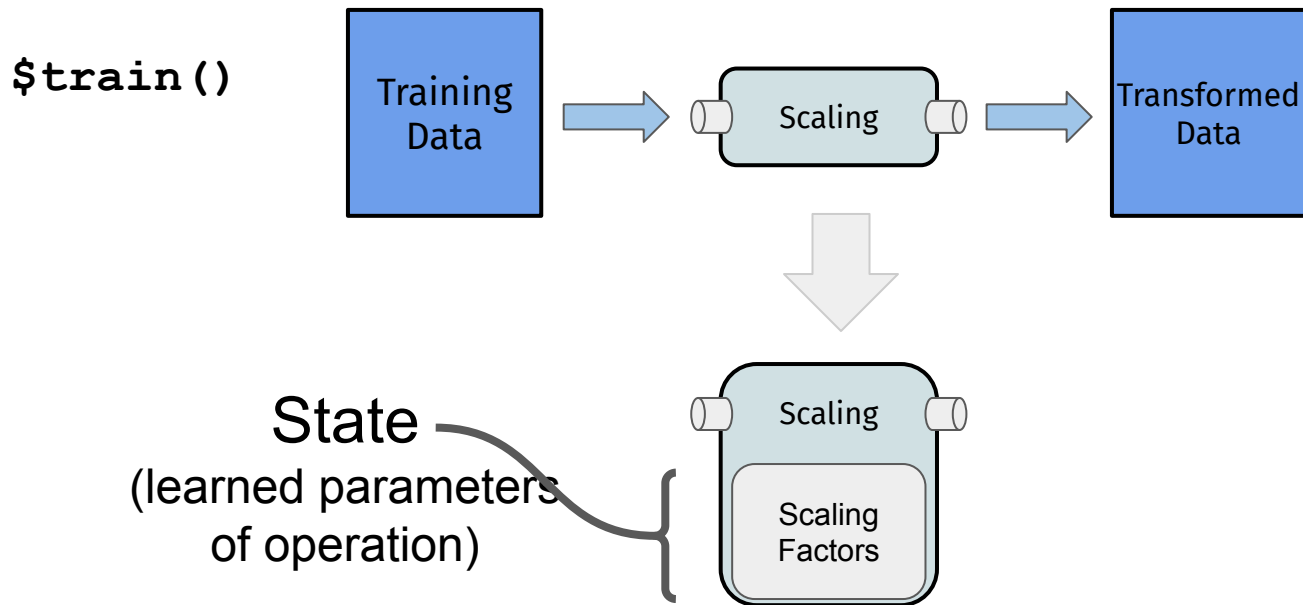 $train()
Training
Data
Scaling
Transformed
Data
State
(learned parameters
of operation)
Scaling
Scaling
Factors